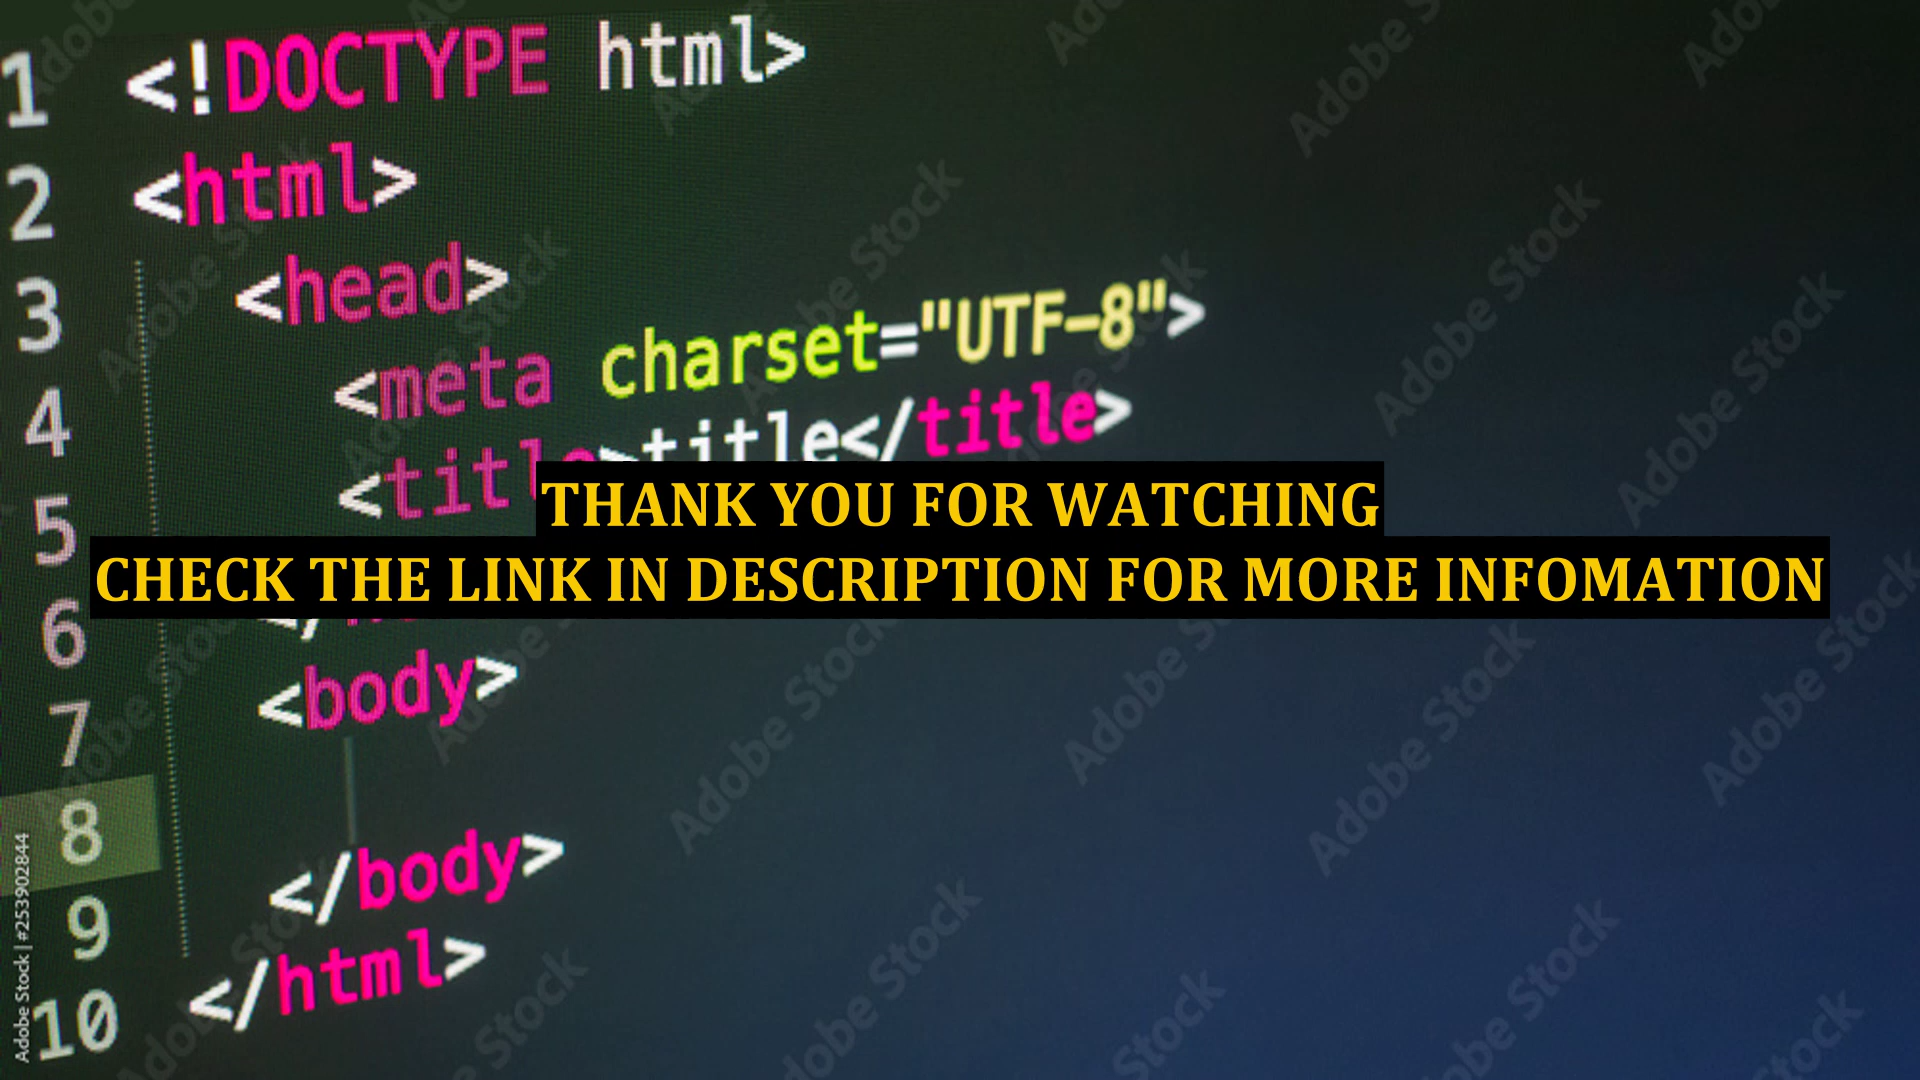 1 <!DOCTYPE html>
2 <html>
3 <head>
4 <meta charset="UTF-8">
5 title</title>
THANK YOU FOR WATCHING
CHECK THE LINK IN DESCRIPTION FOR MORE INFOMATION
6
7 <body>
8
9 </body>
10 </html>
Adobe Stock | #253902844
Adobe Stock